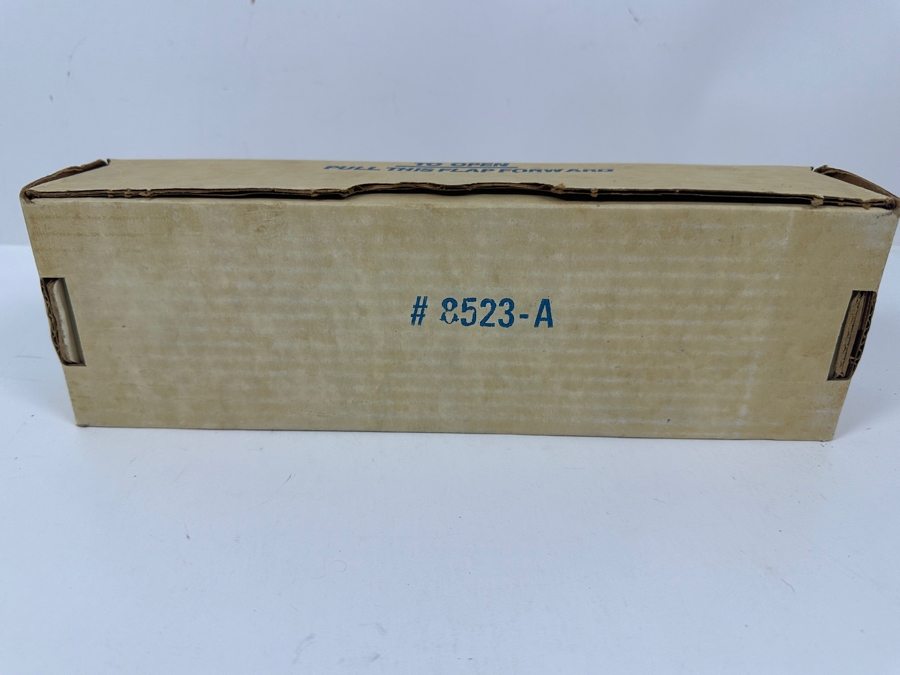 TO OPEN
PULL THIS FLAP FORWARD
# 8523-A